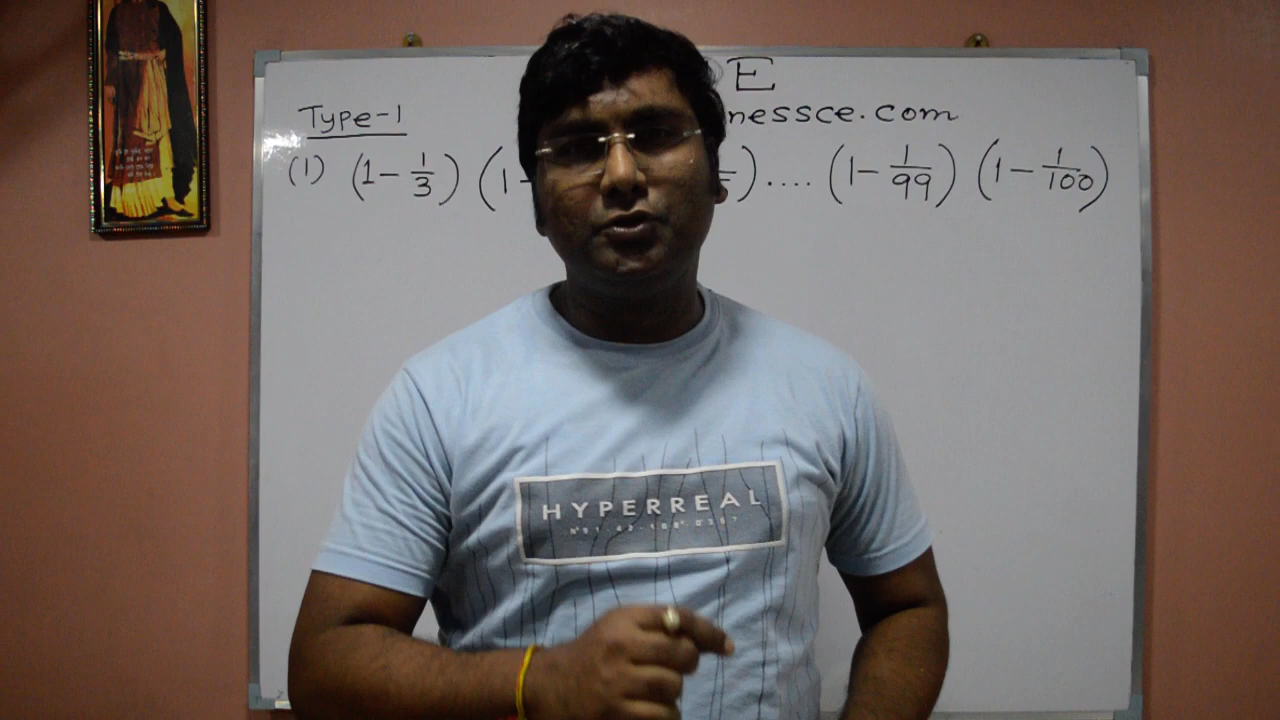 E
Type-1
nessce.com
(1) (1 - 1/3) (1 - ) .... (1 - 1/99) (1 - 1/100)
HYPERREAL